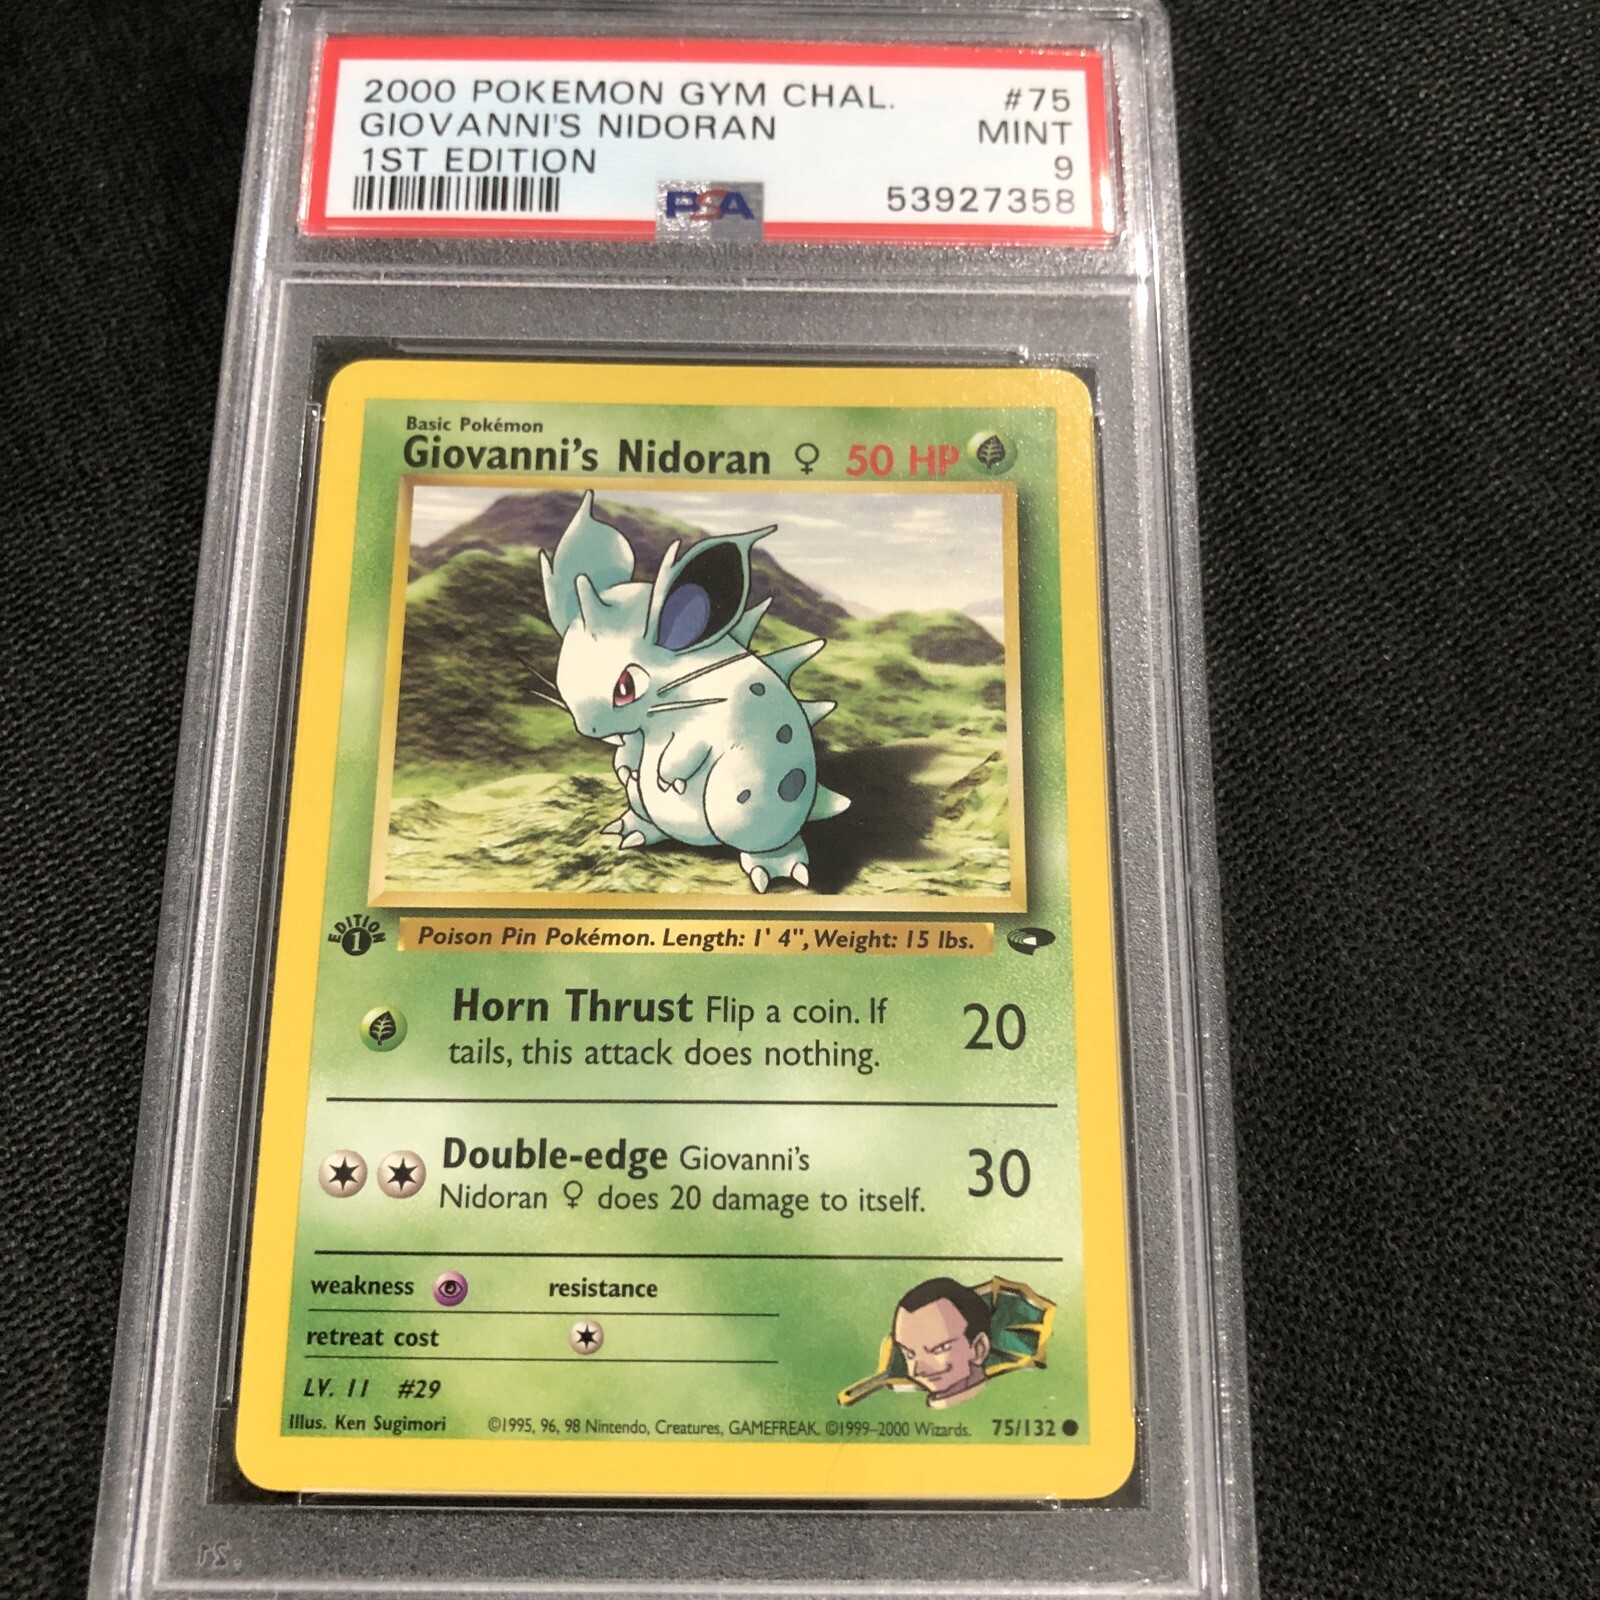 2000 POKEMON GYM CHAL. #75
GIOVANNI'S NIDORAN MINT
1ST EDITION 9
PSA 53927358
Basic Pokémon
Giovanni's Nidoran ♀ 50 HP
EDITION 1
Poison Pin Pokémon. Length: 1' 4", Weight: 15 lbs.
Horn Thrust Flip a coin. If 20
tails, this attack does nothing.
Double-edge Giovanni's 30
Nidoran ♀ does 20 damage to itself.
weakness resistance
retreat cost
LV. 11 #29
Illus. Ken Sugimori ©1995, 96, 98 Nintendo, Creatures, GAMEFREAK. ©1999–2000 Wizards. 75/132 ●